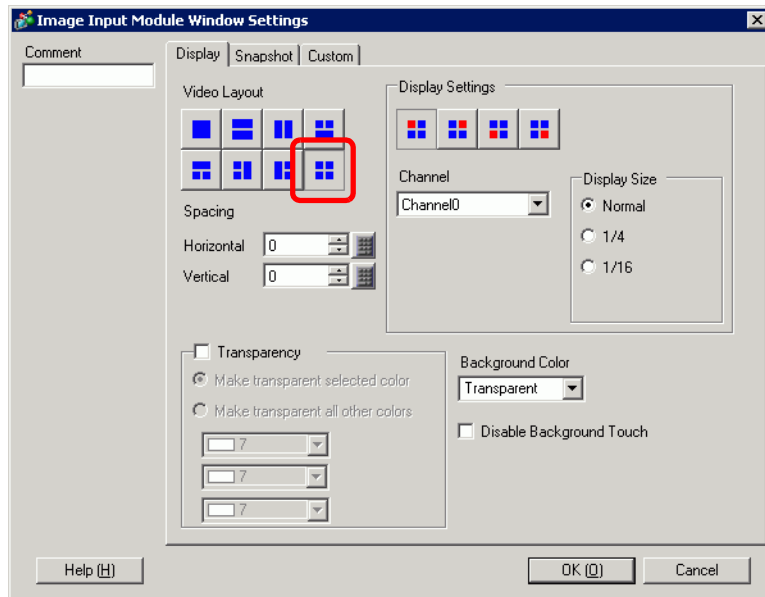 Image Input Module Window Settings
Comment
Display
Snapshot
Custom
Video Layout
Display Settings
Channel
Channel0
Display Size
Normal
1/4
1/16
Spacing
Horizontal 0
Vertical 0
Transparency
Make transparent selected color
Make transparent all other colors
7
7
7
Background Color
Transparent
Disable Background Touch
Help (H)
OK (O)
Cancel